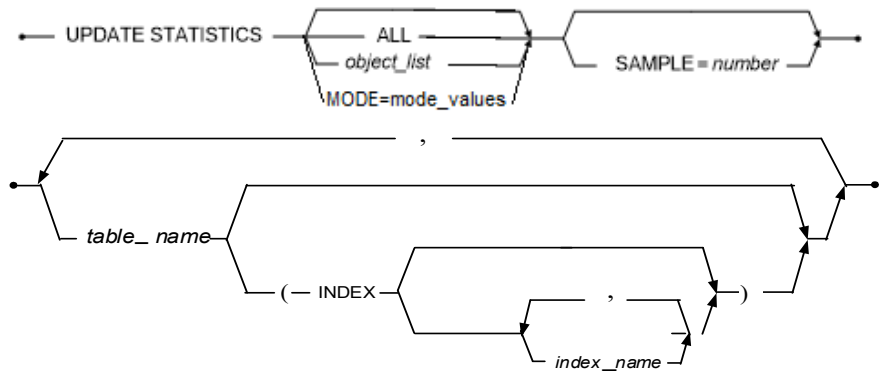 UPDATE STATISTICS ALL
object_list
SAMPLE = number
MODE=mode_values
,
table_name
( INDEX )
,
index_name